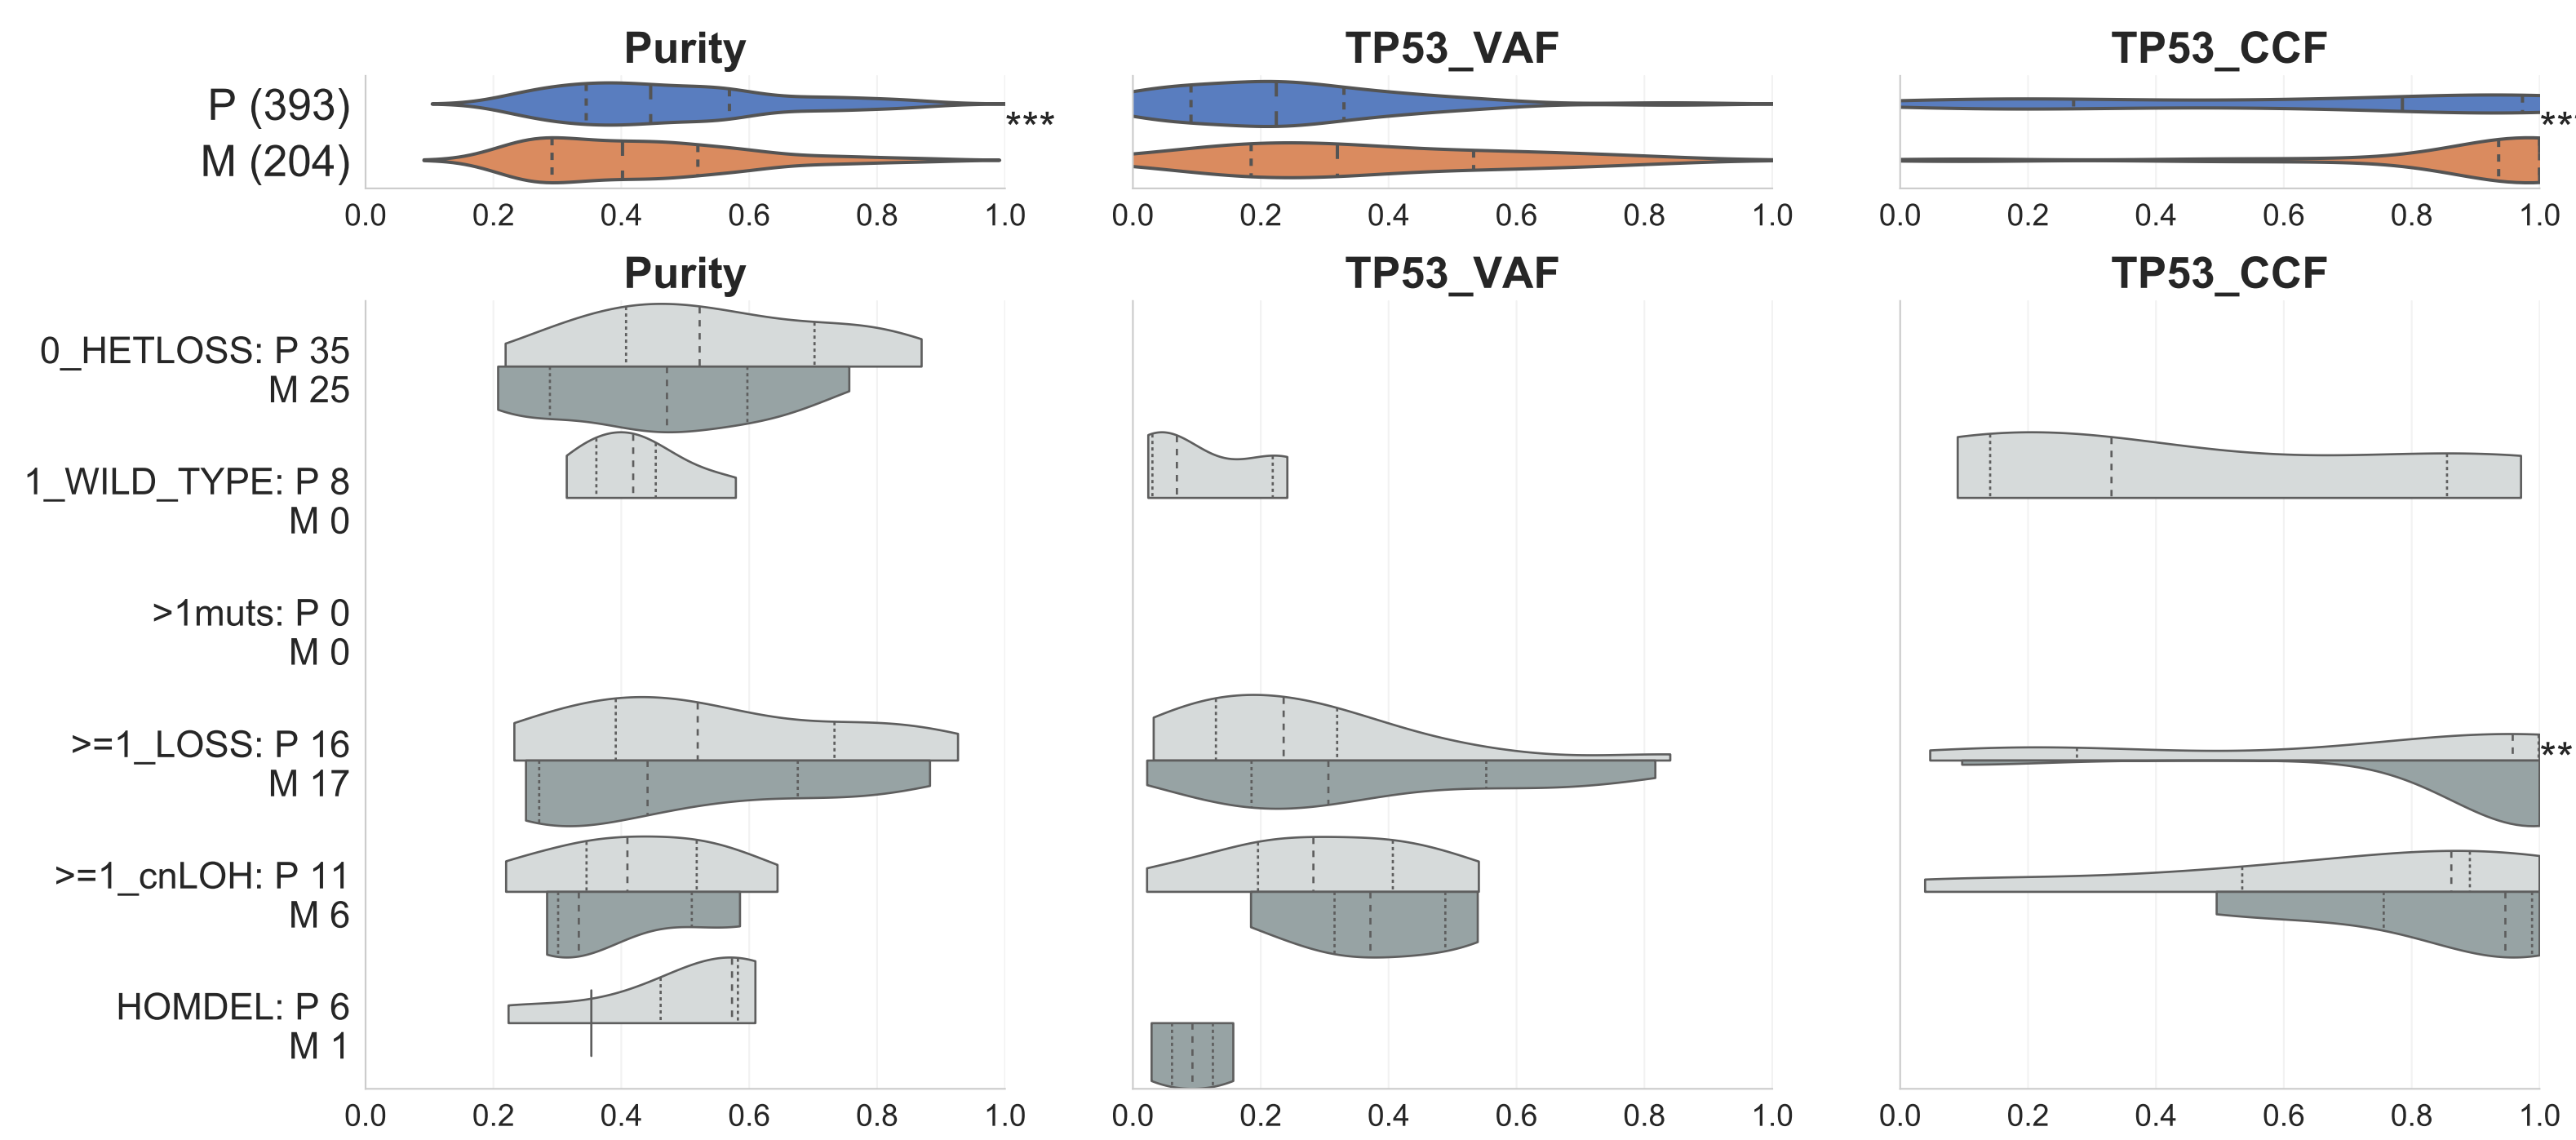 Purity TP53_VAF TP53_CCF
P (393)
***
**
M (204)
0.0 0.2 0.4 0.6 0.8 1.0 0.0 0.2 0.4 0.6 0.8 1.0 0.0 0.2 0.4 0.6 0.8 1.0
Purity TP53_VAF TP53_CCF
0_HETLOSS: P 35
M 25
1_WILD_TYPE: P 8
M 0
>1muts: P 0
M 0
>=1_LOSS: P 16
**
M 17
>=1_cnLOH: P 11
M 6
HOMDEL: P 6
M 1
0.0 0.2 0.4 0.6 0.8 1.0 0.0 0.2 0.4 0.6 0.8 1.0 0.0 0.2 0.4 0.6 0.8 1.0